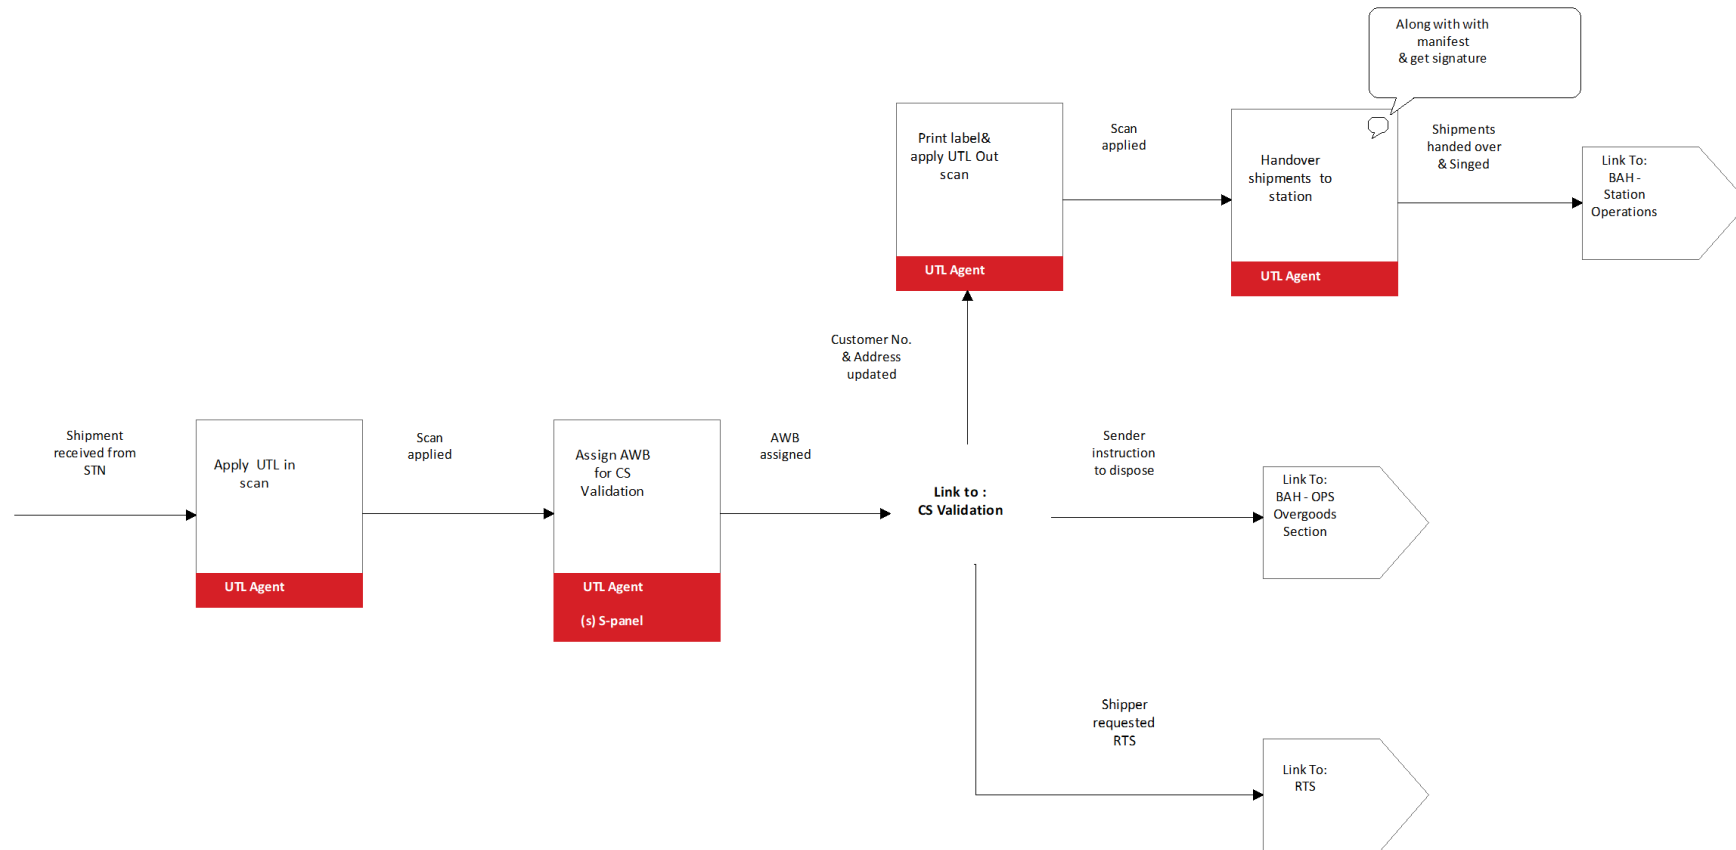 Along with with
manifest
& get signature
Print label&
apply UTL Out
scan
UTL Agent
Scan
applied
Handover
shipments to
station
UTL Agent
Shipments
handed over
& Singed
Link To:
BAH -
Station
Operations
Customer No.
& Address
updated
Shipment
received from
STN
Apply UTL in
scan
UTL Agent
Scan
applied
Assign AWB
for CS
Validation
UTL Agent
(s) S-panel
AWB
assigned
Link to :
CS Validation
Sender
instruction
to dispose
Link To:
BAH - OPS
Overgoods
Section
Shipper
requested
RTS
Link To:
RTS